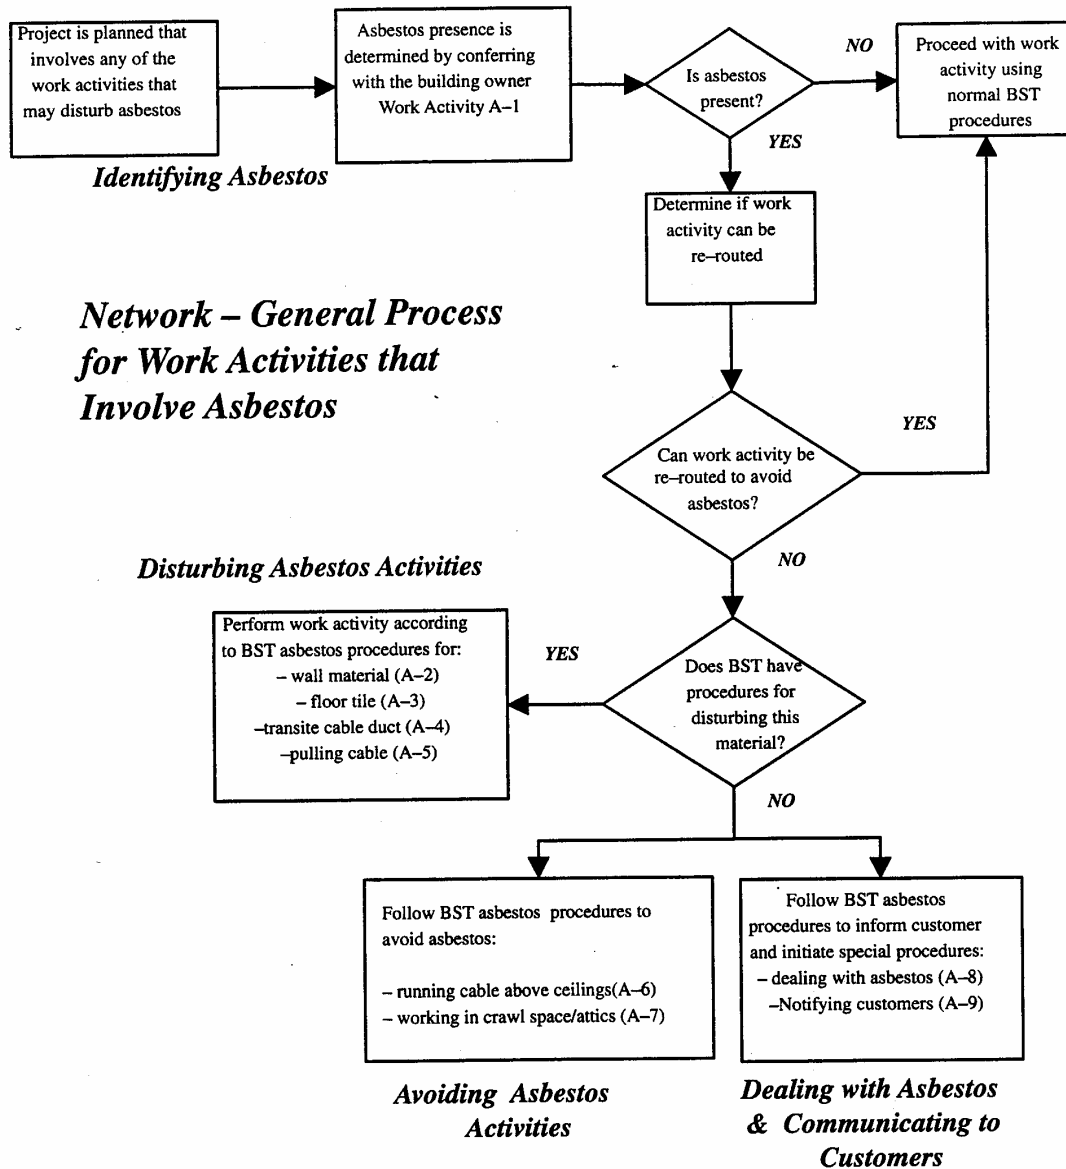 Project is planned that
involves any of the
work activities that
may disturb asbestos
Asbestos presence is
determined by conferring
with the building owner
Work Activity A–1
Is asbestos
present?
NO
Proceed with work
activity using
normal BST
procedures
YES
Identifying Asbestos
Determine if work
activity can be
re–routed
Network – General Process
for Work Activities that
Involve Asbestos
Can work activity be
re–routed to avoid
asbestos?
YES
NO
Disturbing Asbestos Activities
Perform work activity according
to BST asbestos procedures for:
– wall material (A–2)
– floor tile (A–3)
–transite cable duct (A–4)
–pulling cable (A–5)
YES
Does BST have
procedures for
disturbing this
material?
NO
Follow BST asbestos procedures to
avoid asbestos:
– running cable above ceilings(A–6)
– working in crawl space/attics (A–7)
Follow BST asbestos
procedures to inform customer
and initiate special procedures:
– dealing with asbestos (A–8)
–Notifying customers (A–9)
Avoiding Asbestos
Activities
Dealing with Asbestos
& Communicating to
Customers